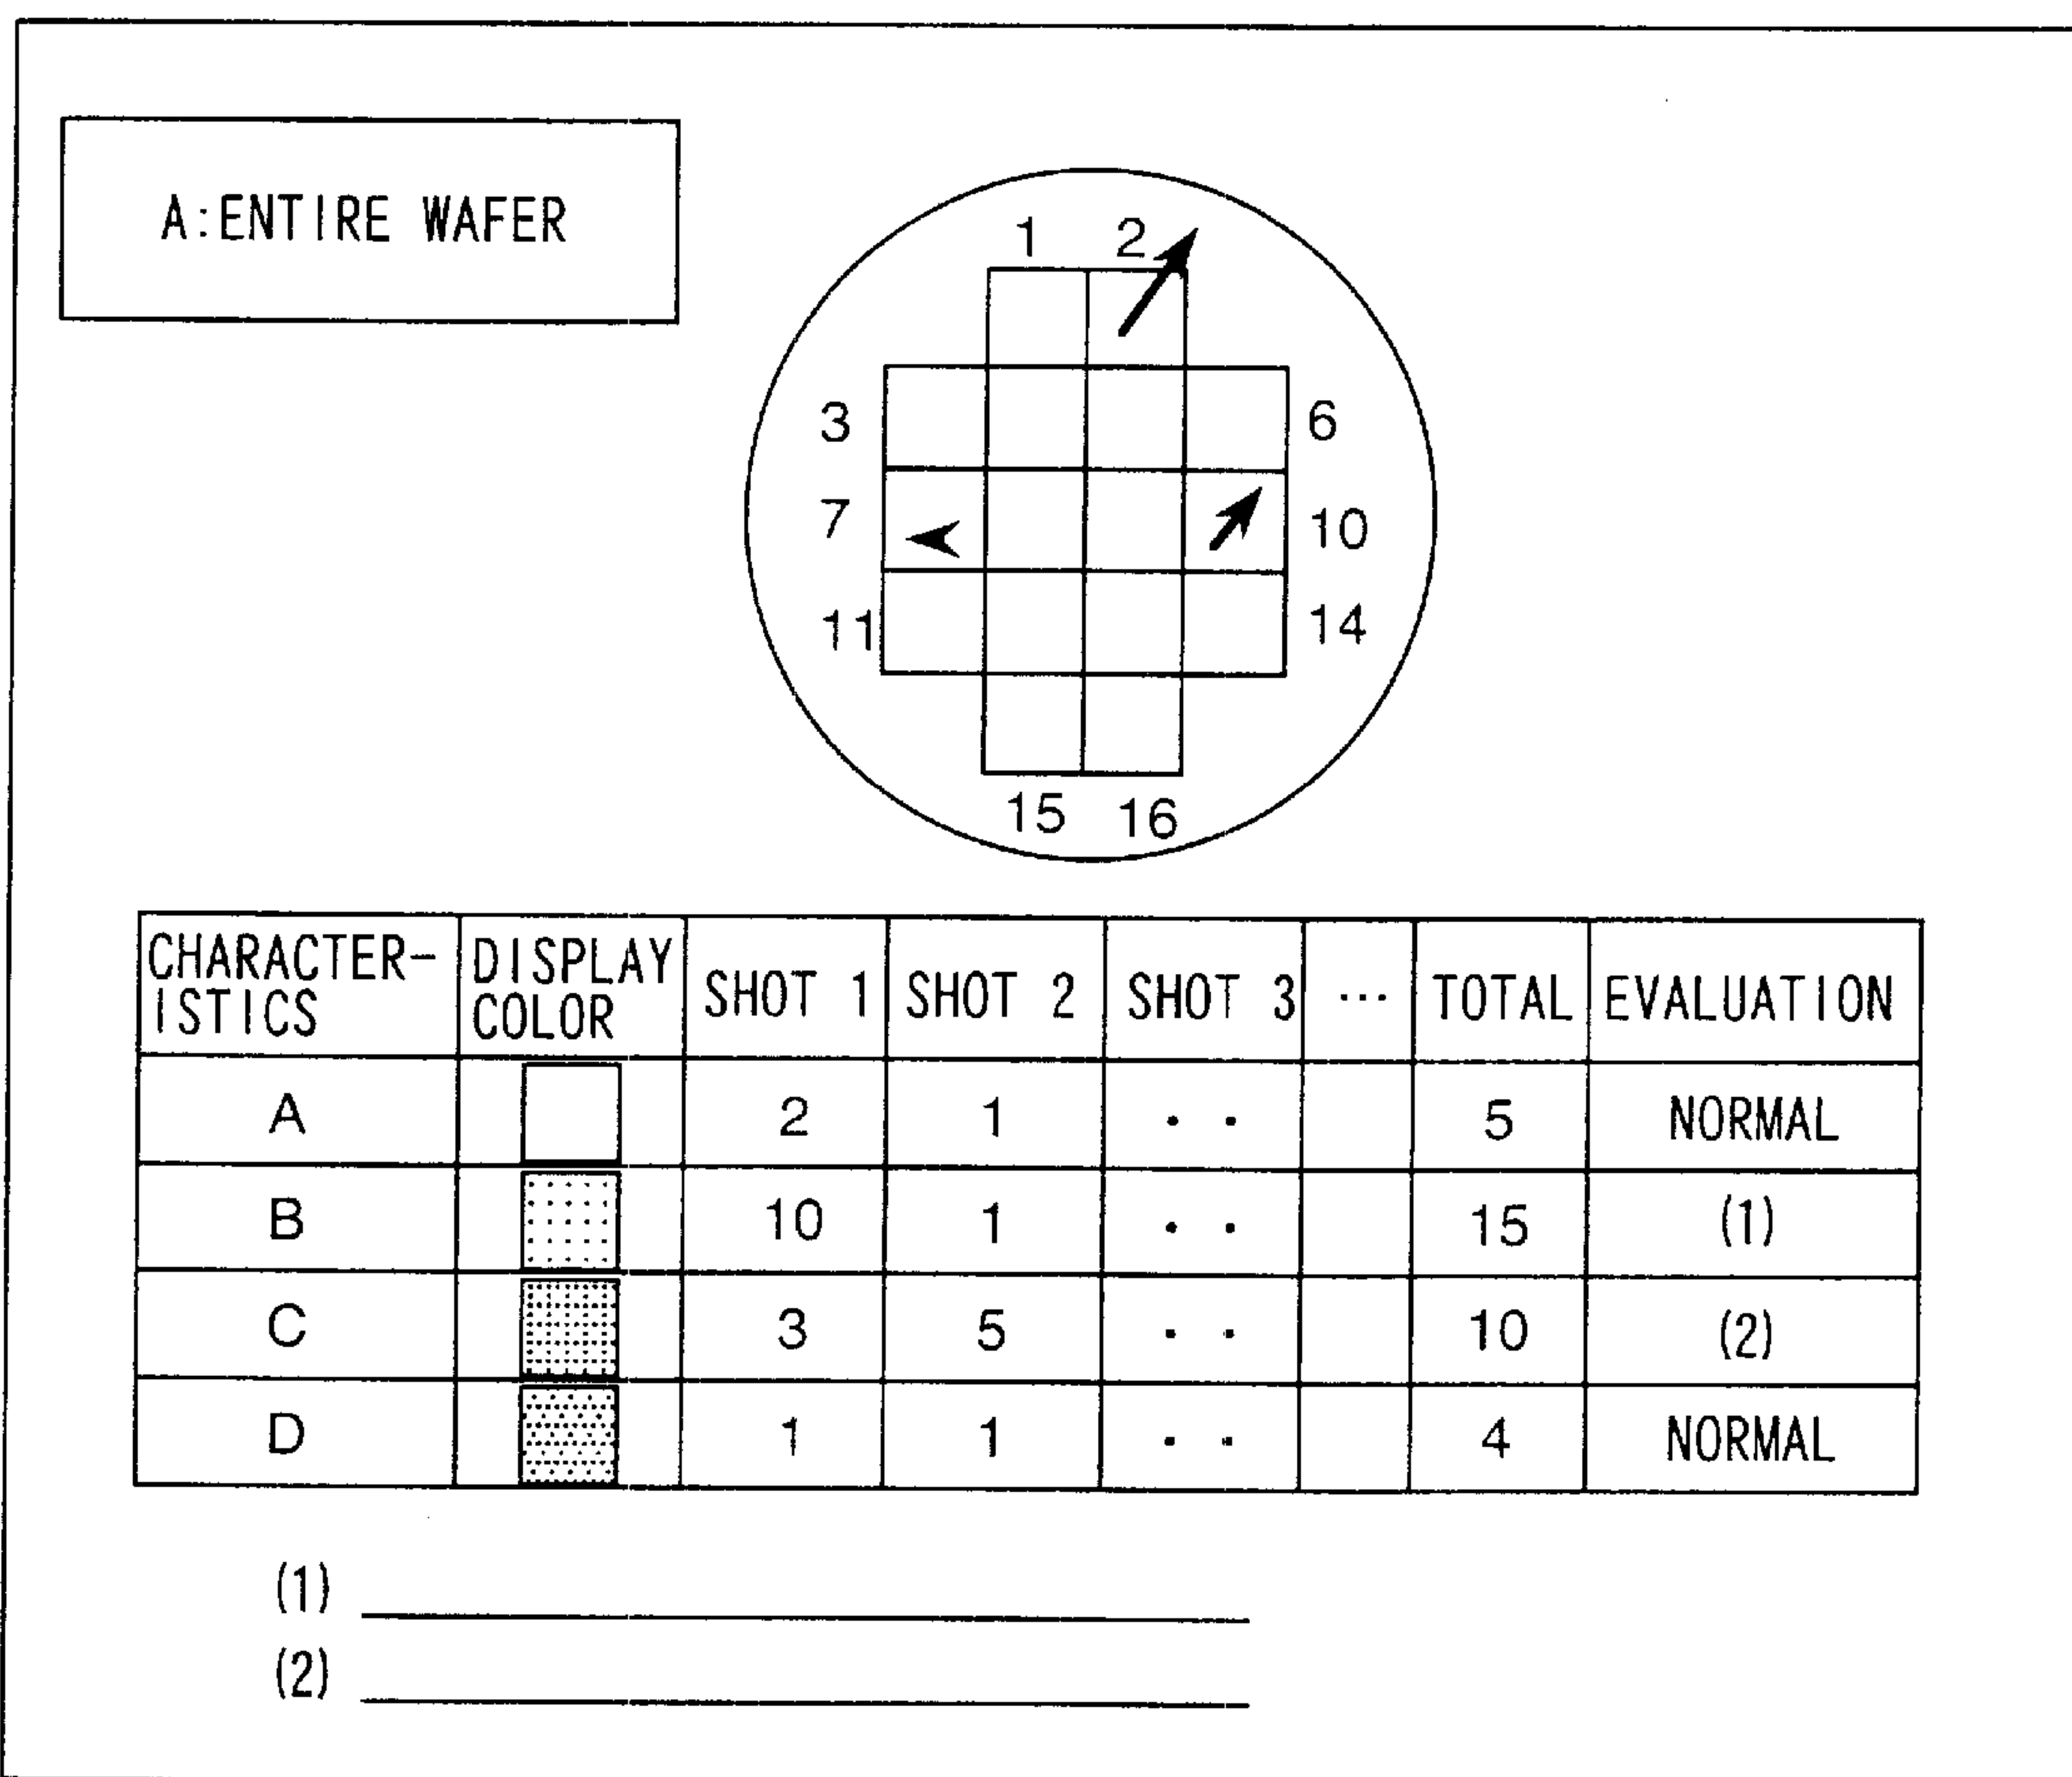 A:ENTIRE WAFER
1 2
3 6
7 10
11 14
15 16
CHARACTER-
ISTICS
DISPLAY
COLOR
SHOT 1
SHOT 2
SHOT 3
...
TOTAL
EVALUATION
A 2 1 . . 5 NORMAL
B 10 1 . . 15 (1)
C 3 5 . . 10 (2)
D 1 1 . . 4 NORMAL
(1)
(2)